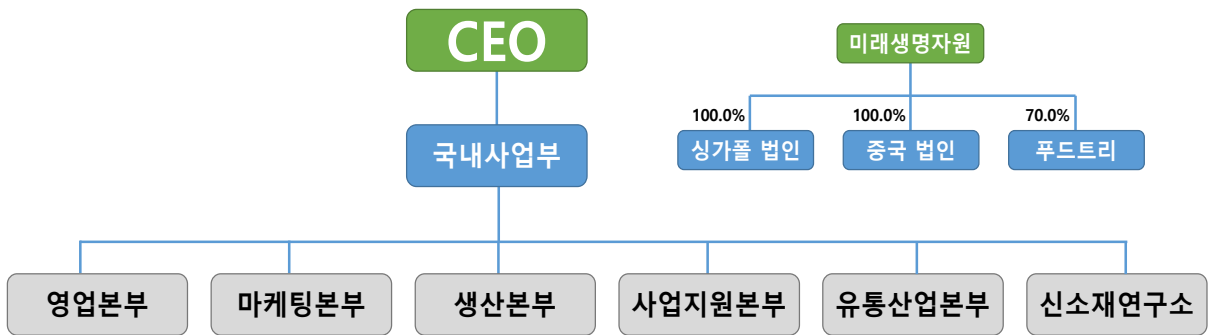 CEO
미래생명자원
100.0%
100.0%
70.0%
국내사업부
싱가폴 법인
중국 법인
푸드트리
영업본부
마케팅본부
생산본부
사업지원본부
유통산업본부
신소재연구소